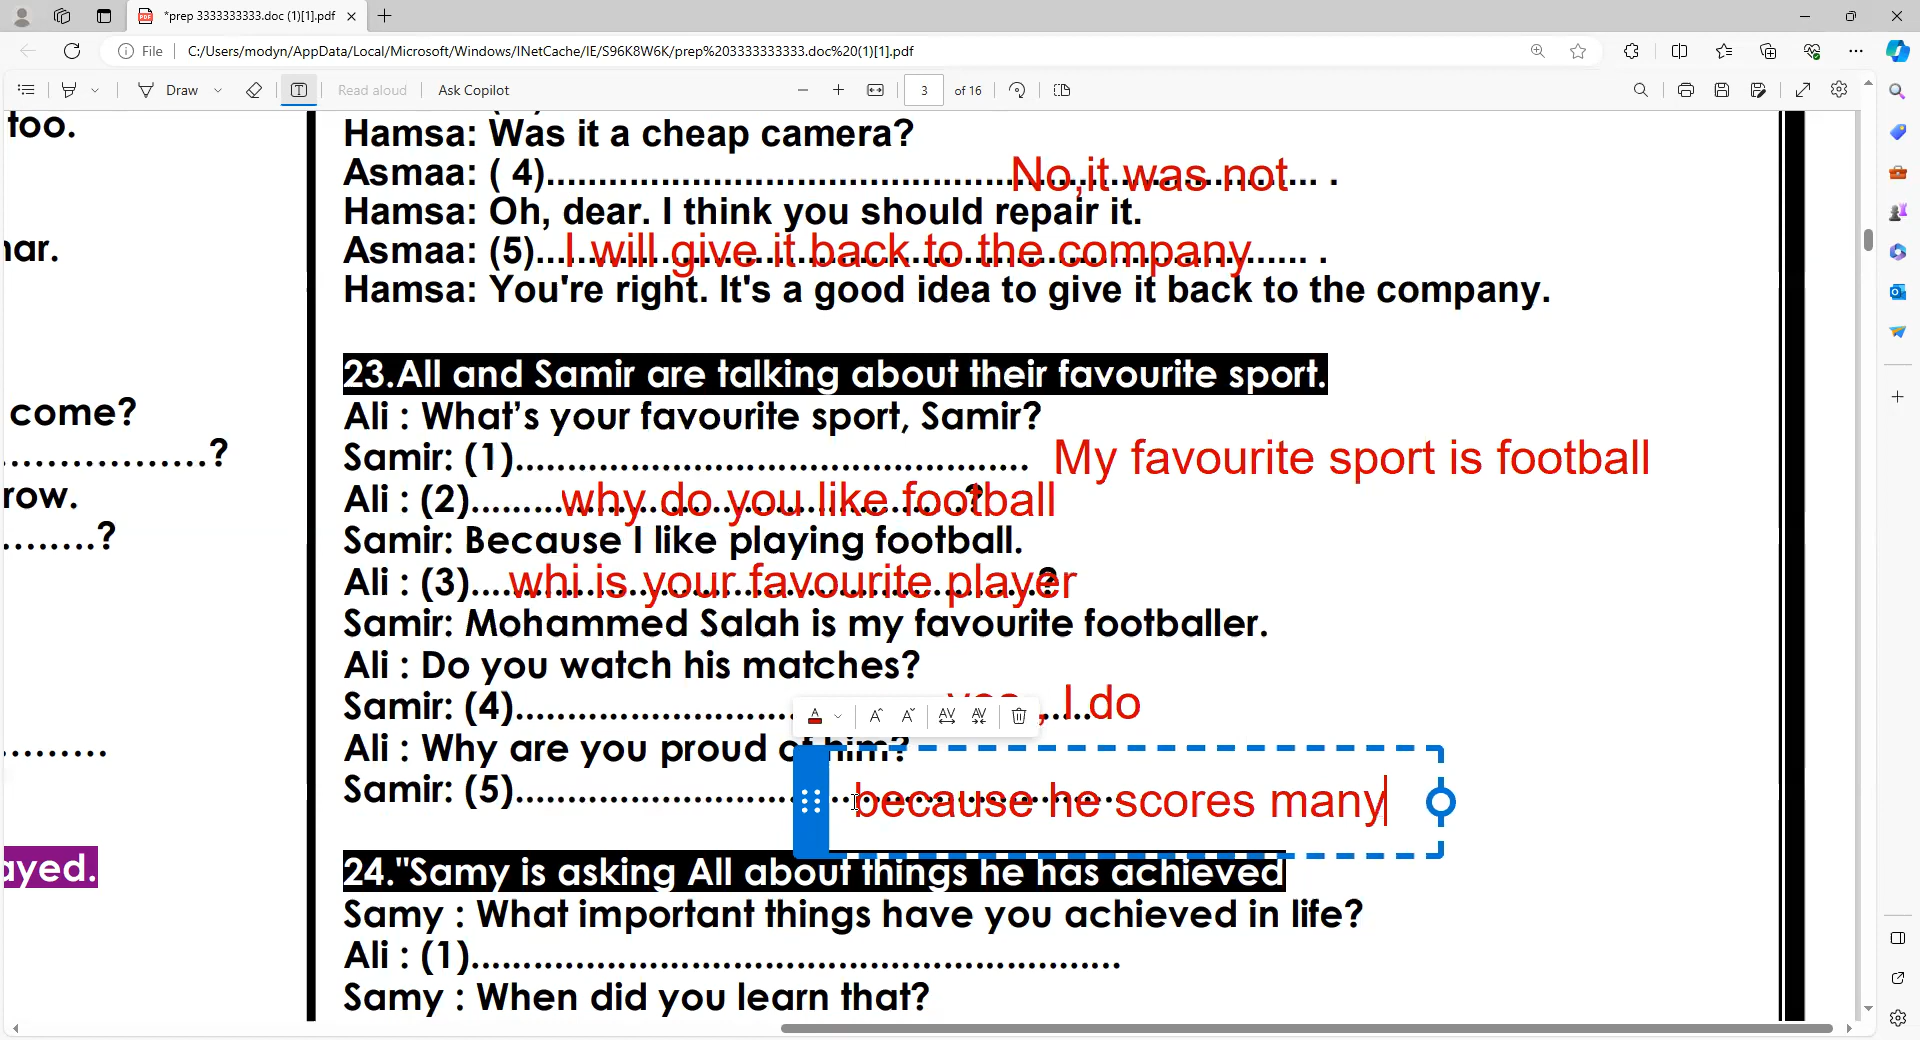 *prep 3333333333.doc (1)[1].pdf
File
C:/Users/modyn/AppData/Local/Microsoft/Windows/INetCache/IE/S96K8W6K/prep%203333333333.doc%20(1)[1].pdf
Draw
Read aloud
Ask Copilot
3 of 16
too.
ar.
come?
..................?
row.
.........?
..........
ayed.
Hamsa: Was it a cheap camera?
Asmaa: ( 4)............................................................... . No,it was not
Hamsa: Oh, dear. I think you should repair it.
Asmaa: (5)............................................................... . I will give it back to the company
Hamsa: You're right. It's a good idea to give it back to the company.
23.All and Samir are talking about their favourite sport.
Ali : What's your favourite sport, Samir?
Samir: (1).................................................. My favourite sport is football
Ali : (2)..................................................? why do you like football
Samir: Because I like playing football.
Ali : (3)..................................................? whi is your favourite player
Samir: Mohammed Salah is my favourite footballer.
Ali : Do you watch his matches?
Samir: (4).................................................. , I do
Ali : Why are you proud of him?
Samir: (5).................................................. because he scores many
24."Samy is asking All about things he has achieved
Samy : What important things have you achieved in life?
Ali : (1)..................................................
Samy : When did you learn that?